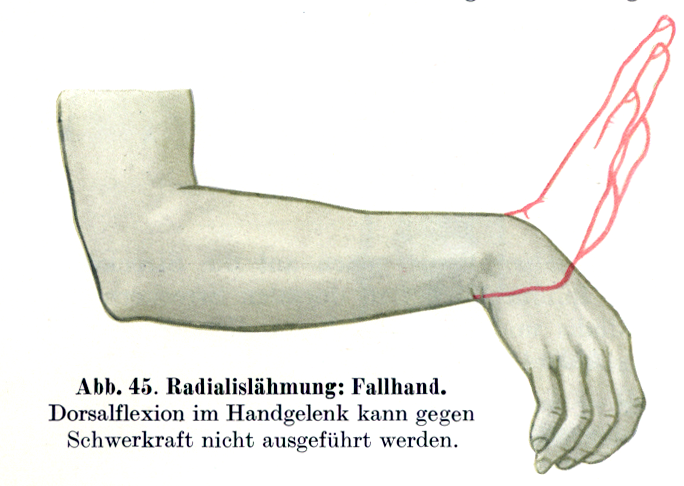 Abb. 45. Radialislähmung: Fallhand.
Dorsalflexion im Handgelenk kann gegen
Schwerkraft nicht ausgeführt werden.